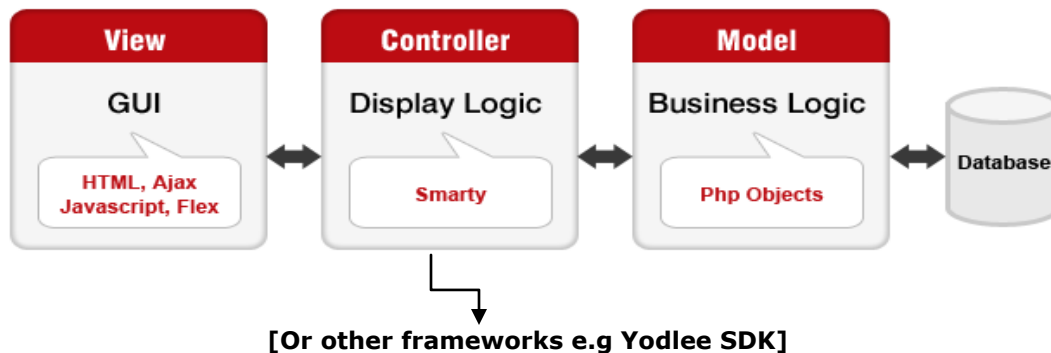 View
GUI
HTML, Ajax
Javascript, Flex
Controller
Display Logic
Smarty
Model
Business Logic
Php Objects
Database
[Or other frameworks e.g Yodlee SDK]